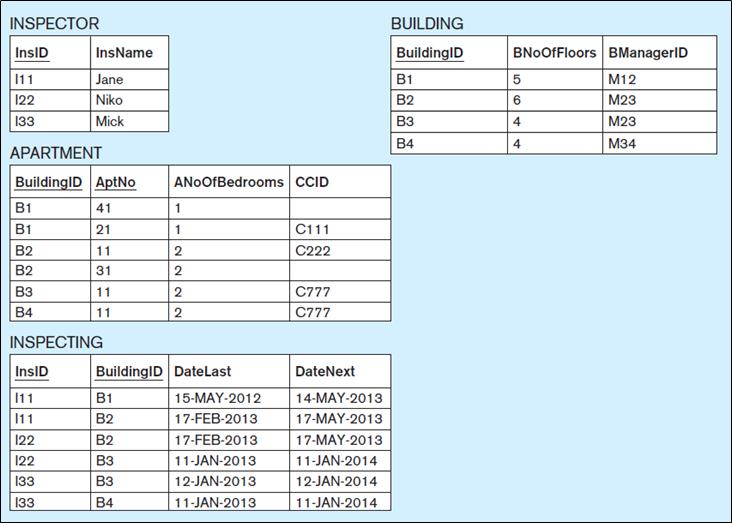 INSPECTOR
InsID InsName
I11 Jane
I22 Niko
I33 Mick
BUILDING
BuildingID BNoOfFloors BManagerID
B1 5 M12
B2 6 M23
B3 4 M23
B4 4 M34
APARTMENT
BuildingID AptNo ANoOfBedrooms CCID
B1 41 1
B1 21 1 C111
B2 11 2 C222
B2 31 2
B3 11 2 C777
B4 11 2 C777
INSPECTING
InsID BuildingID DateLast DateNext
I11 B1 15-MAY-2012 14-MAY-2013
I11 B2 17-FEB-2013 17-MAY-2013
I22 B2 17-FEB-2013 17-MAY-2013
I22 B3 11-JAN-2013 11-JAN-2014
I33 B3 12-JAN-2013 12-JAN-2014
I33 B4 11-JAN-2013 11-JAN-2014